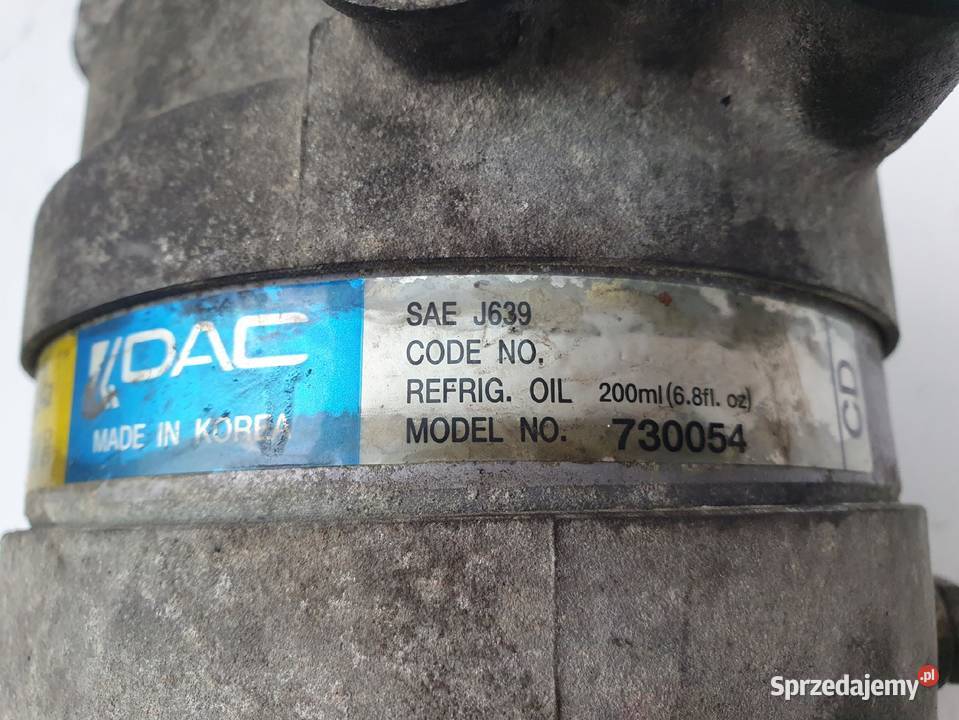 KDAC
MADE IN KOREA
SAE J639
CODE NO.
REFRIG. OIL 200ml(6.8fl. oz)
MODEL NO. 730054
CD
Sprzedajemy.pl